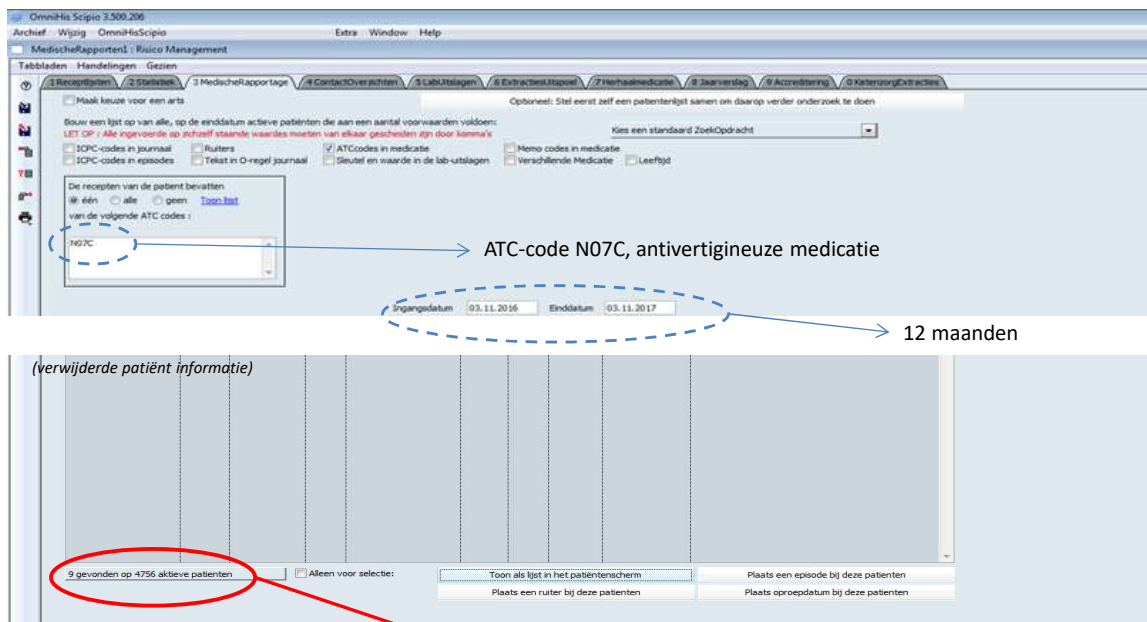 OmniHis Scipio 3.500.206
Archief Wijzig OmniHisScipio Extra Window Help
MedischeRapporten1 : Risico Management
Tabbladen Handelingen Gezien
1 Receptlijsten 2 Statistiek 3 MedischeRapportage 4 ContactOverzichten 5 LabUitslagen 6 ExtractiesUitspoel 7 Herhaalmedicatie 8 Jaarverslag 9 Accreditering 0 KetenzorgExtracties
Maak keuze voor een arts
Optioneel: Stel eerst zelf een patientenlijst samen om daarop verder onderzoek te doen
Bouw een lijst op van alle, op de einddatum actieve patiënten die aan een aantal voorwaarden voldoen:
LET OP : Alle ingevoerde op zichzelf staande waardes moeten van elkaar gescheiden zijn door komma's
Kies een standaard ZoekOpdracht
ICPC-codes in journaal Ruiters ATCcodes in medicatie Memo codes in medicatie
ICPC-codes in episodes Tekst in O-regel journaal Sleutel en waarde in de lab-uitslagen Verschillende Medicatie Leeftijd
De recepten van de patient bevatten
één alle geen Toon lijst
van de volgende ATC codes :
N07C
ATC-code N07C, antivertigineuze medicatie
Ingangsdatum 03.11.2016 Einddatum 03.11.2017
12 maanden
(verwijderde patiënt informatie)
9 gevonden op 4756 aktieve patienten Alleen voor selectie: Toon als lijst in het patiëntenscherm Plaats een episode bij deze patienten
Plaats een ruiter bij deze patienten Plaats oproepdatum bij deze patienten